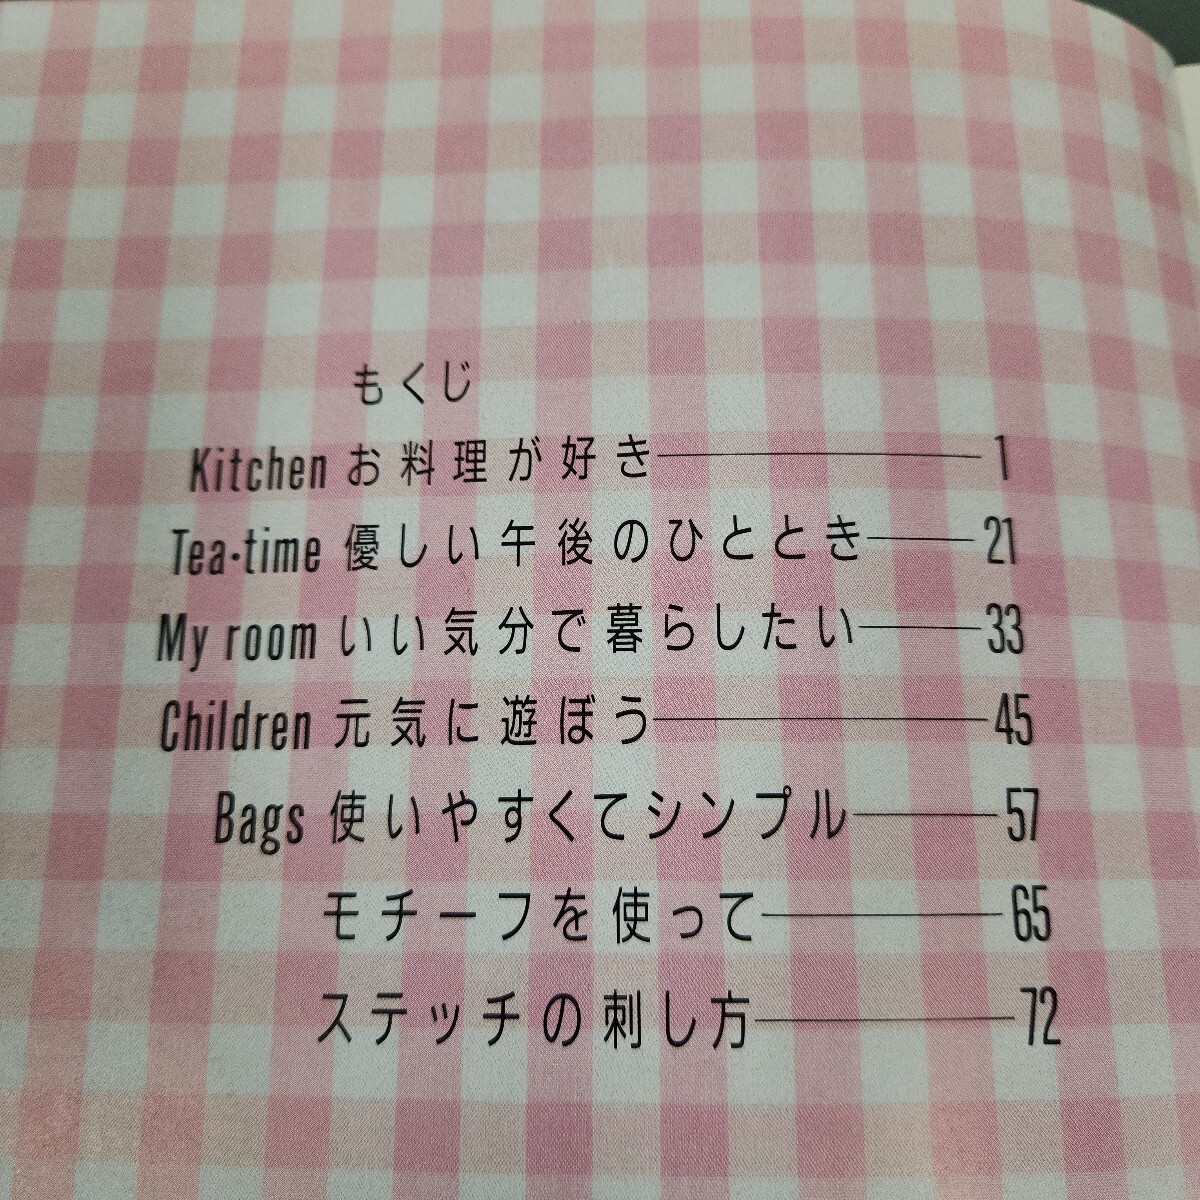 もくじ
Kitchen お料理が好き 1
Tea・time 優しい午後のひととき 21
My room いい気分で暮らしたい 33
Children 元気に遊ぼう 45
Bags 使いやすくてシンプル 57
モチーフを使って 65
ステッチの刺し方 72